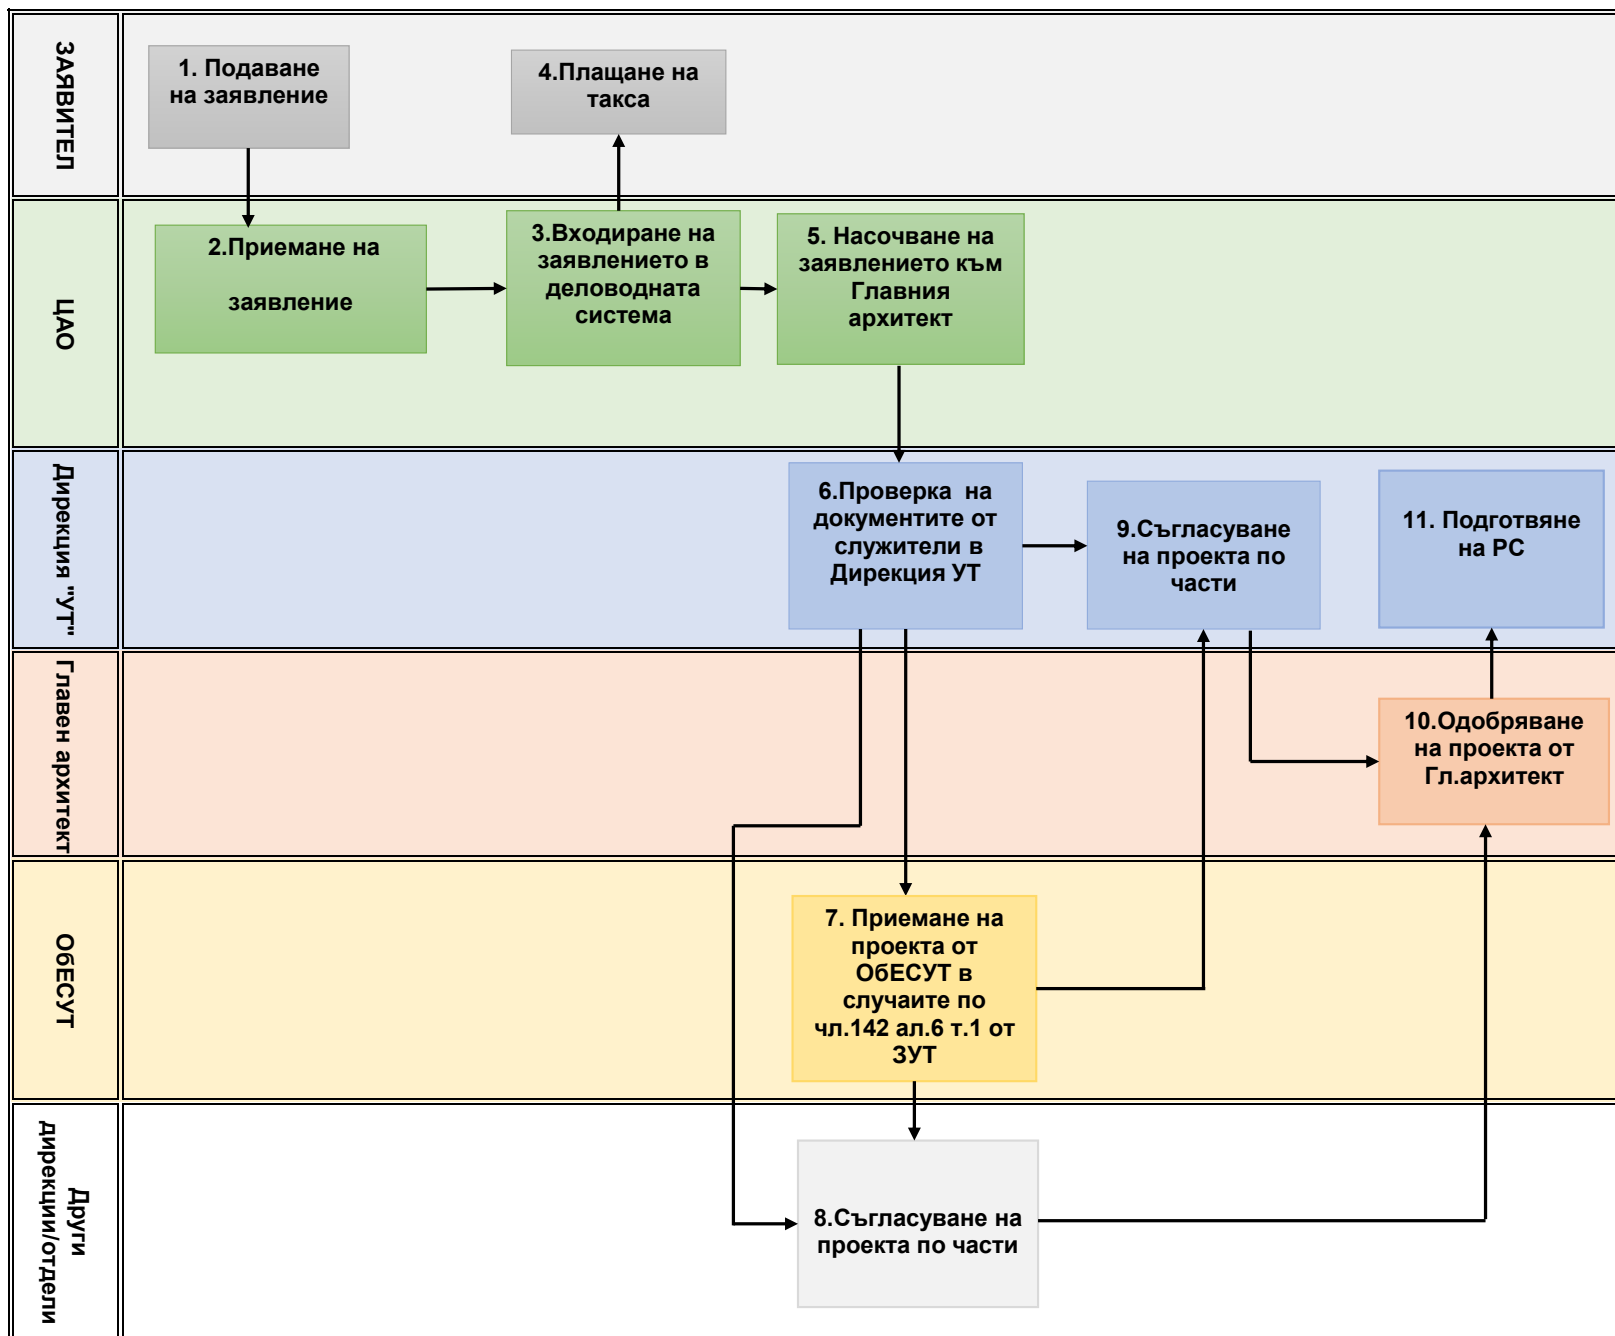 ЗАЯВИТЕЛ
1. Подаване
на заявление
4.Плащане на
такса
ЦАО
2.Приемане на
заявление
3.Входиране на
заявлението в
деловодната
система
5. Насочване на
заявлението към
Главния
архитект
Дирекция "УТ"
6.Проверка на
документите от
служители в
Дирекция УТ
9.Съгласуване
на проекта по
части
11. Подготвяне
на РС
Главен архитект
10.Одобряване
на проекта от
Гл.архитект
ОбЕСУТ
7. Приемане на
проекта от
ОбЕСУТ в
случаите по
чл.142 ал.6 т.1 от
ЗУТ
Други
дирекции/отдели
8.Съгласуване на
проекта по части